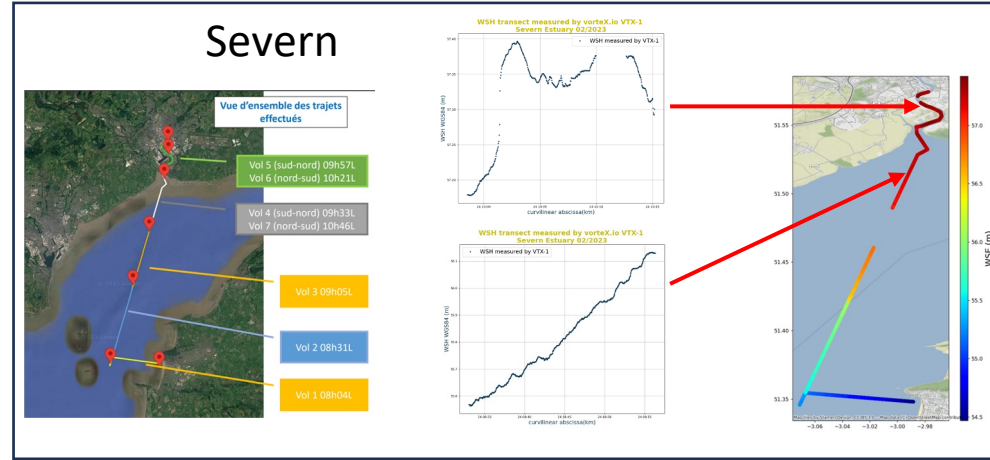 Severn
Vue d'ensemble des trajets
effectués
Vol 5 (sud-nord) 09h57L
Vol 6 (nord-sud) 10h21L
Vol 4 (sud-nord) 09h33L
Vol 7 (nord-sud) 10h46L
Vol 3 09h05L
Vol 2 08h31L
Vol 1 08h04L
WSH transect measured by vorteX.io VTX-1
Severn Estuary 02/2023
WSH measured by VTX-1
WSH WGS84 (m)
curvilinear abscissa(km)
WSH transect measured by vorteX.io VTX-1
Severn Estuary 02/2023
WSH measured by VTX-1
WSH WGS84 (m)
curvilinear abscissa(km)
51.55
51.50
51.45
51.40
51.35
−3.06 −3.04 −3.02 −3.00 −2.98
57.0
56.5
56.0
55.5
55.0
54.5
WSE (m)